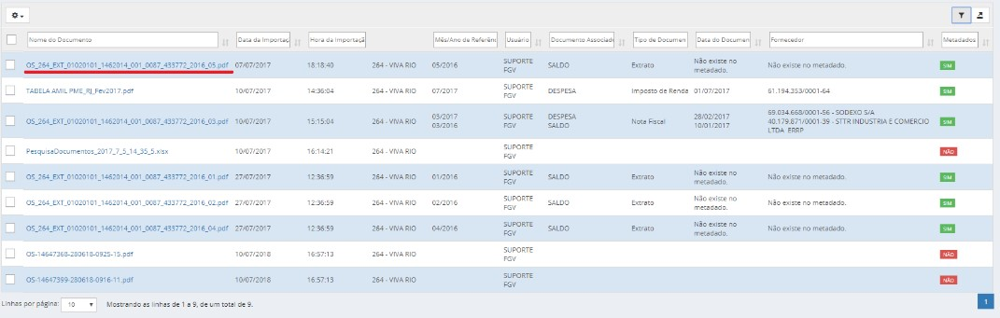 Nome do Documento Data da Importaç Hora da Importaçã Mês/Ano de Referên Usuário Documento Associado Tipo de Documen Data do Documen Fornecedor Metadados
OS_264_EXT_01020101_1462014_001_0087_433772_2016_05.pdf 07/07/2017 18:18:40 264 - VIVA RIO 05/2016 SUPORTE FGV SALDO Extrato Não existe no metadado. Não existe no metadado. SIM
TABELA AMIL PME_RJ_Fev2017.pdf 10/07/2017 14:36:04 264 - VIVA RIO 07/2017 SUPORTE FGV DESPESA Imposto de Renda 01/07/2017 61.194.353/0001-64 SIM
OS_264_EXT_01020101_1462014_001_0087_433772_2016_03.pdf 10/07/2017 15:15:04 264 - VIVA RIO 03/2017 03/2016 SUPORTE FGV DESPESA SALDO Nota Fiscal 28/02/2017 10/01/2017 69.034.668/0001-56 - SODEXO S/A 40.179.871/0001-39 - STTR INDUSTRIA E COMERCIO LTDA ERRP SIM
PesquisaDocumentos_2017_7_5_14_35_5.xlsx 10/07/2017 16:14:21 264 - VIVA RIO SUPORTE FGV NÃO
OS_264_EXT_01020101_1462014_001_0087_433772_2016_01.pdf 27/07/2017 12:36:59 264 - VIVA RIO 01/2016 SUPORTE FGV SALDO Extrato Não existe no metadado. Não existe no metadado. SIM
OS_264_EXT_01020101_1462014_001_0087_433772_2016_02.pdf 27/07/2017 12:36:59 264 - VIVA RIO 02/2016 SUPORTE FGV SALDO Extrato Não existe no metadado. Não existe no metadado. SIM
OS_264_EXT_01020101_1462014_001_0087_433772_2016_04.pdf 27/07/2017 12:36:59 264 - VIVA RIO 04/2016 SUPORTE FGV SALDO Extrato Não existe no metadado. Não existe no metadado. SIM
OS-14647368-280618-0925-15.pdf 10/07/2018 16:57:13 264 - VIVA RIO SUPORTE FGV NÃO
OS-14647399-280618-0916-11.pdf 10/07/2018 16:57:13 264 - VIVA RIO SUPORTE FGV NÃO
Linhas por página: 10 Mostrando as linhas de 1 a 9, de um total de 9. 1